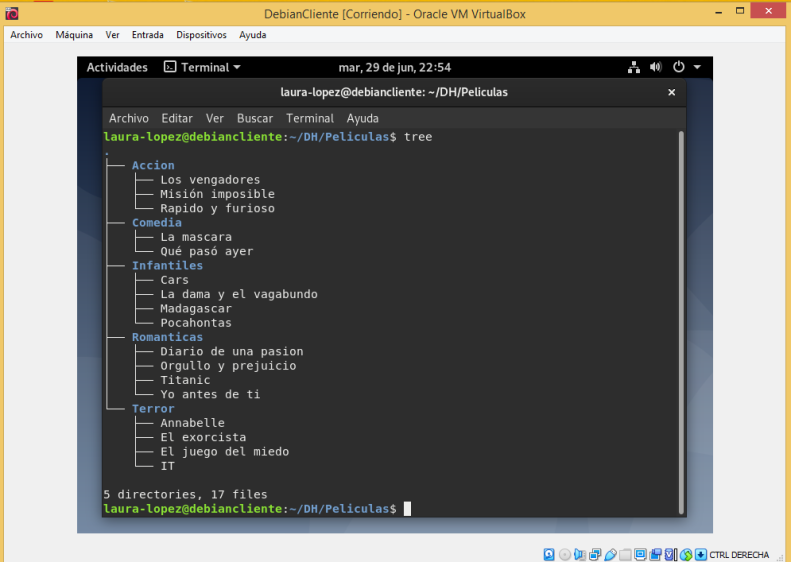 DebianCliente [Corriendo] - Oracle VM VirtualBox
Archivo Máquina Ver Entrada Dispositivos Ayuda
Actividades Terminal mar, 29 de jun, 22:54
laura-lopez@debiancliente: ~/DH/Peliculas
Archivo Editar Ver Buscar Terminal Ayuda
laura-lopez@debiancliente:~/DH/Peliculas$ tree
.
├── Accion
│   ├── Los vengadores
│   ├── Misión imposible
│   └── Rapido y furioso
├── Comedia
│   ├── La mascara
│   └── Qué pasó ayer
├── Infantiles
│   ├── Cars
│   ├── La dama y el vagabundo
│   ├── Madagascar
│   └── Pocahontas
├── Romanticas
│   ├── Diario de una pasion
│   ├── Orgullo y prejuicio
│   ├── Titanic
│   └── Yo antes de ti
└── Terror
    ├── Annabelle
    ├── El exorcista
    ├── El juego del miedo
    └── IT
5 directories, 17 files
laura-lopez@debiancliente:~/DH/Peliculas$
CTRL DERECHA